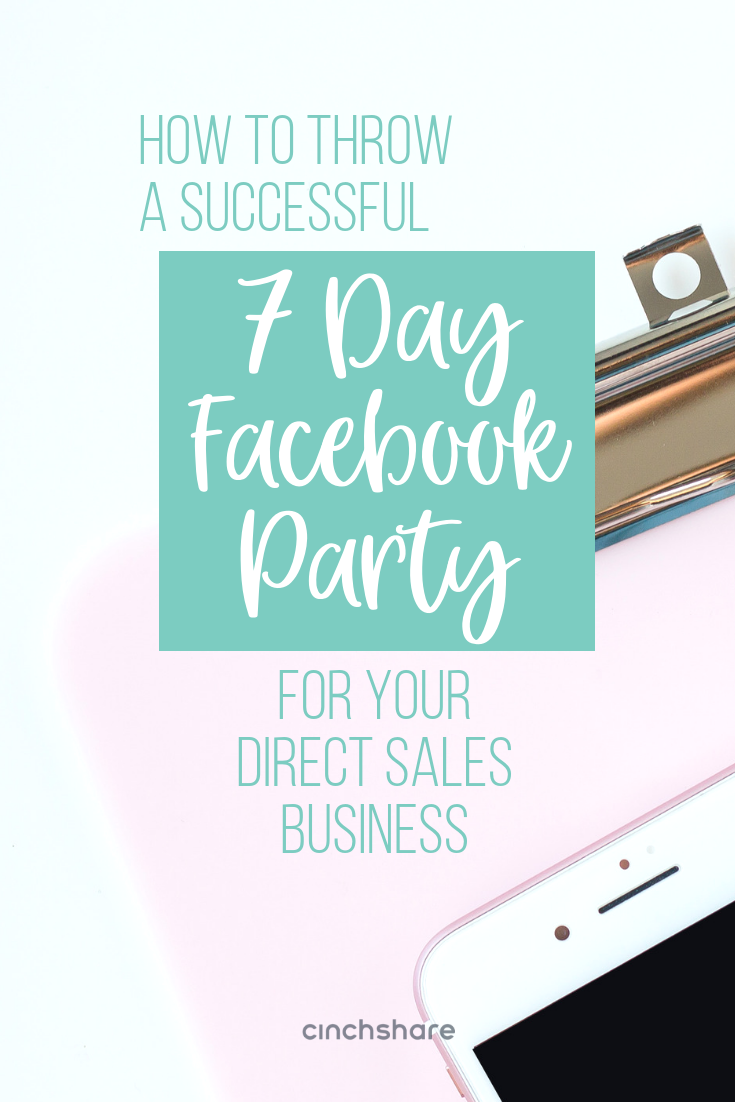 HOW TO THROW
A SUCCESSFUL
7 Day
Facebook
Party
FOR YOUR
DIRECT SALES
BUSINESS
cinchshare